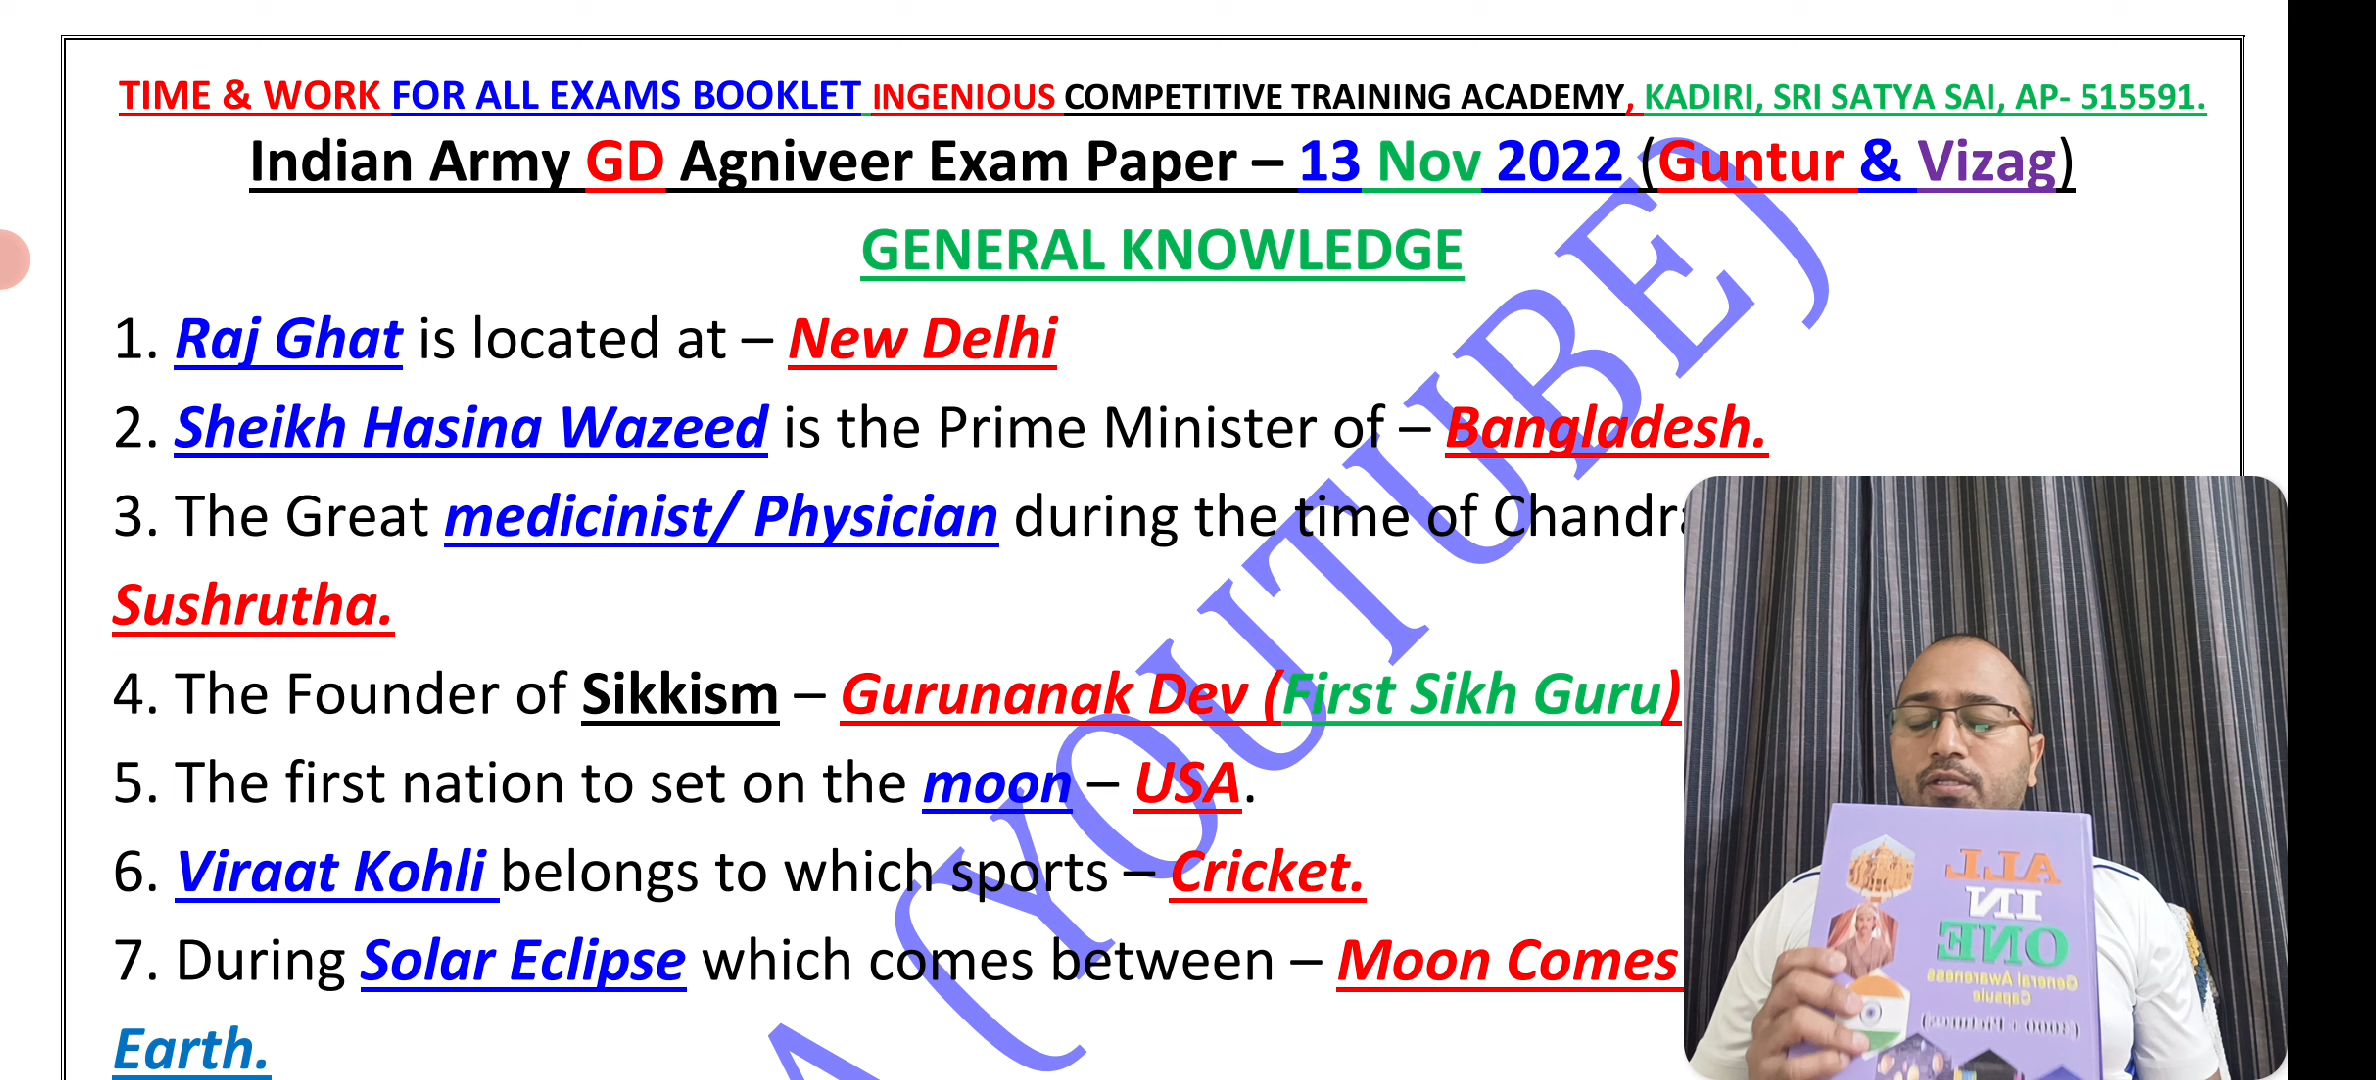 TIME & WORK FOR ALL EXAMS BOOKLET INGENIOUS COMPETITIVE TRAINING ACADEMY, KADIRI, SRI SATYA SAI, AP- 515591.
Indian Army GD Agniveer Exam Paper – 13 Nov 2022 (Guntur & Vizag)
GENERAL KNOWLEDGE
1. Raj Ghat is located at – New Delhi
2. Sheikh Hasina Wazeed is the Prime Minister of – Bangladesh.
3. The Great medicinist/ Physician during the time of Chandra
Sushrutha.
4. The Founder of Sikkism – Gurunanak Dev (First Sikh Guru)
5. The first nation to set on the moon – USA.
6. Viraat Kohli belongs to which sports – Cricket.
7. During Solar Eclipse which comes between – Moon Comes
Earth.
A (YOUTUBE)
ALL
IN
ONE
General Awareness
Capsule